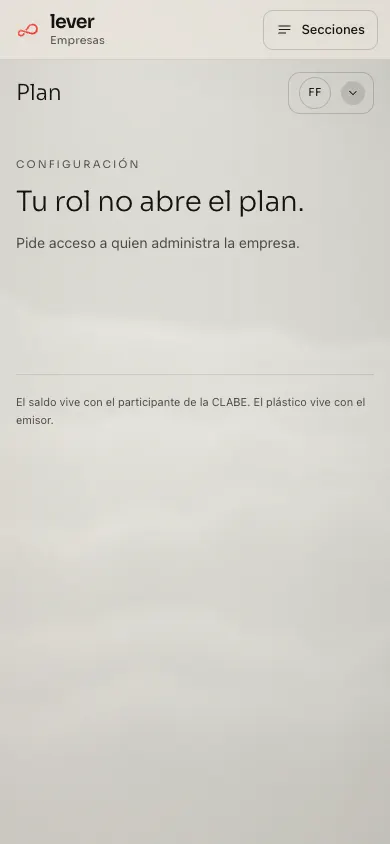 lever
Empresas
Secciones
Plan
FF
CONFIGURACIÓN
Tu rol no abre el plan.
Pide acceso a quien administra la empresa.
El saldo vive con el participante de la CLABE. El plástico vive con el
emisor.